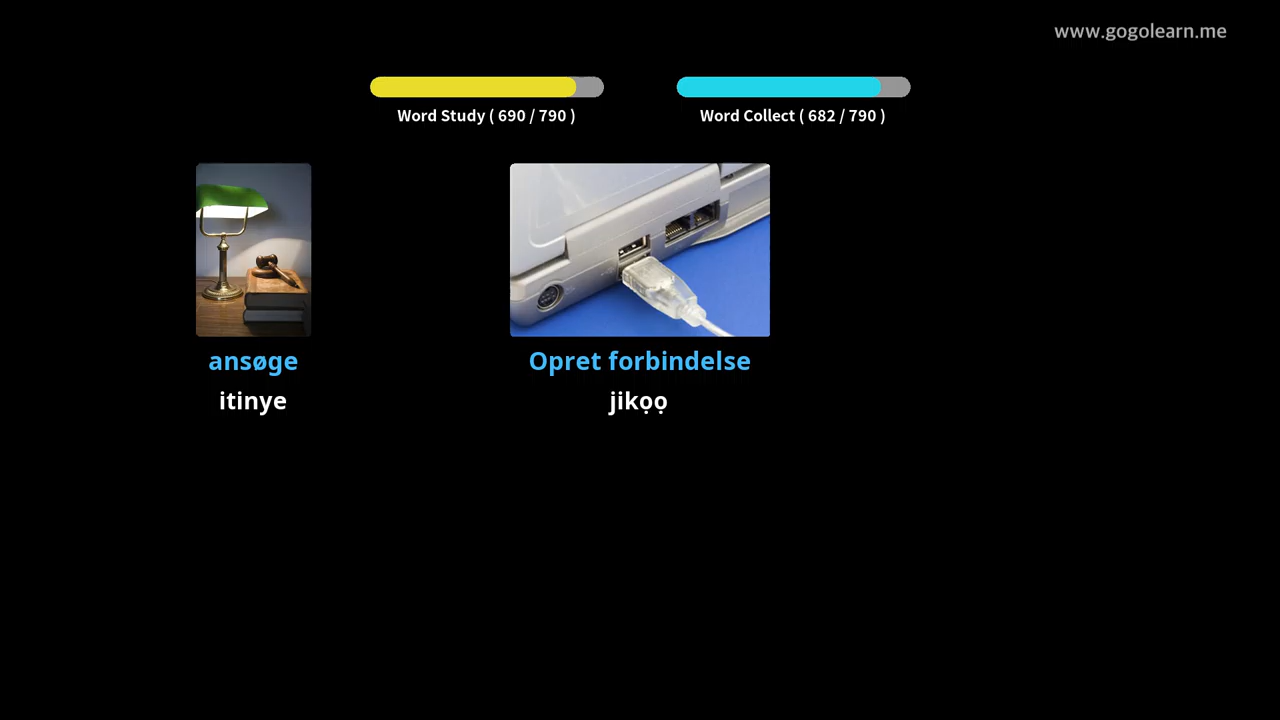 www.gogolearn.me
Word Study ( 690 / 790 )
Word Collect ( 682 / 790 )
ansøge
Opret forbindelse
itinye
jikọọ